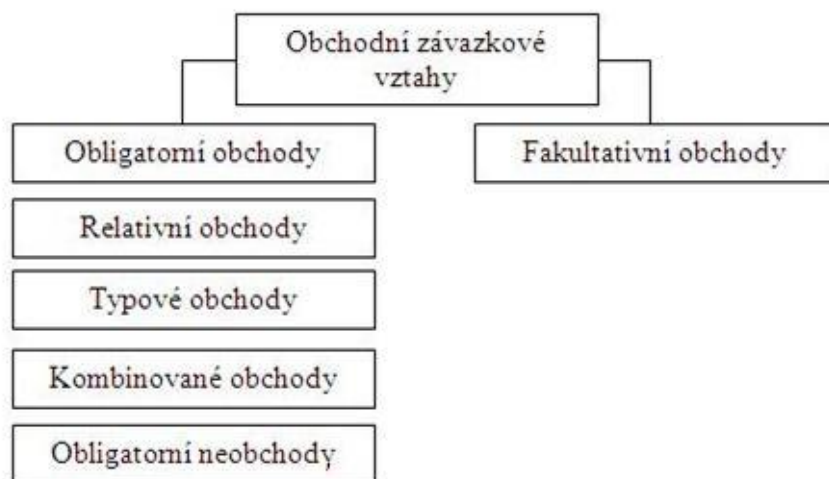 Obchodní závazkové
vztahy
Obligatorní obchody
Fakultativní obchody
Relativní obchody
Typové obchody
Kombinované obchody
Obligatorní neobchody